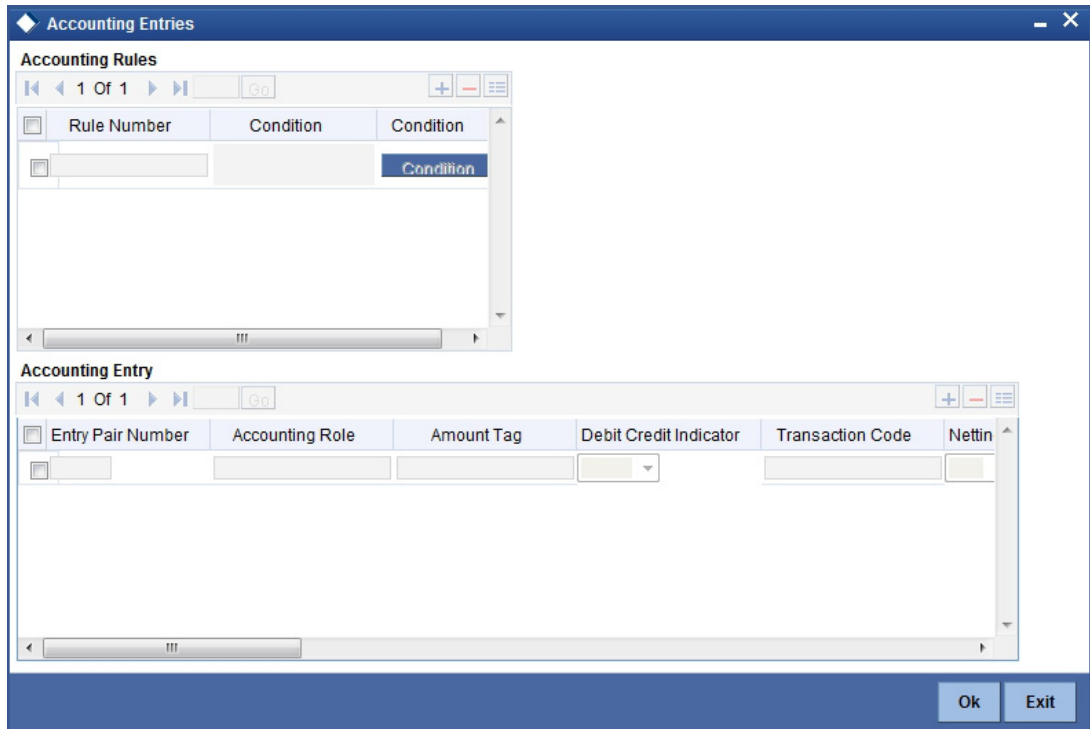 Accounting Entries
Accounting Rules
1 Of 1 Go
Rule Number Condition Condition
Condition
Accounting Entry
1 Of 1 Go
Entry Pair Number Accounting Role Amount Tag Debit Credit Indicator Transaction Code Nettin
Ok Exit